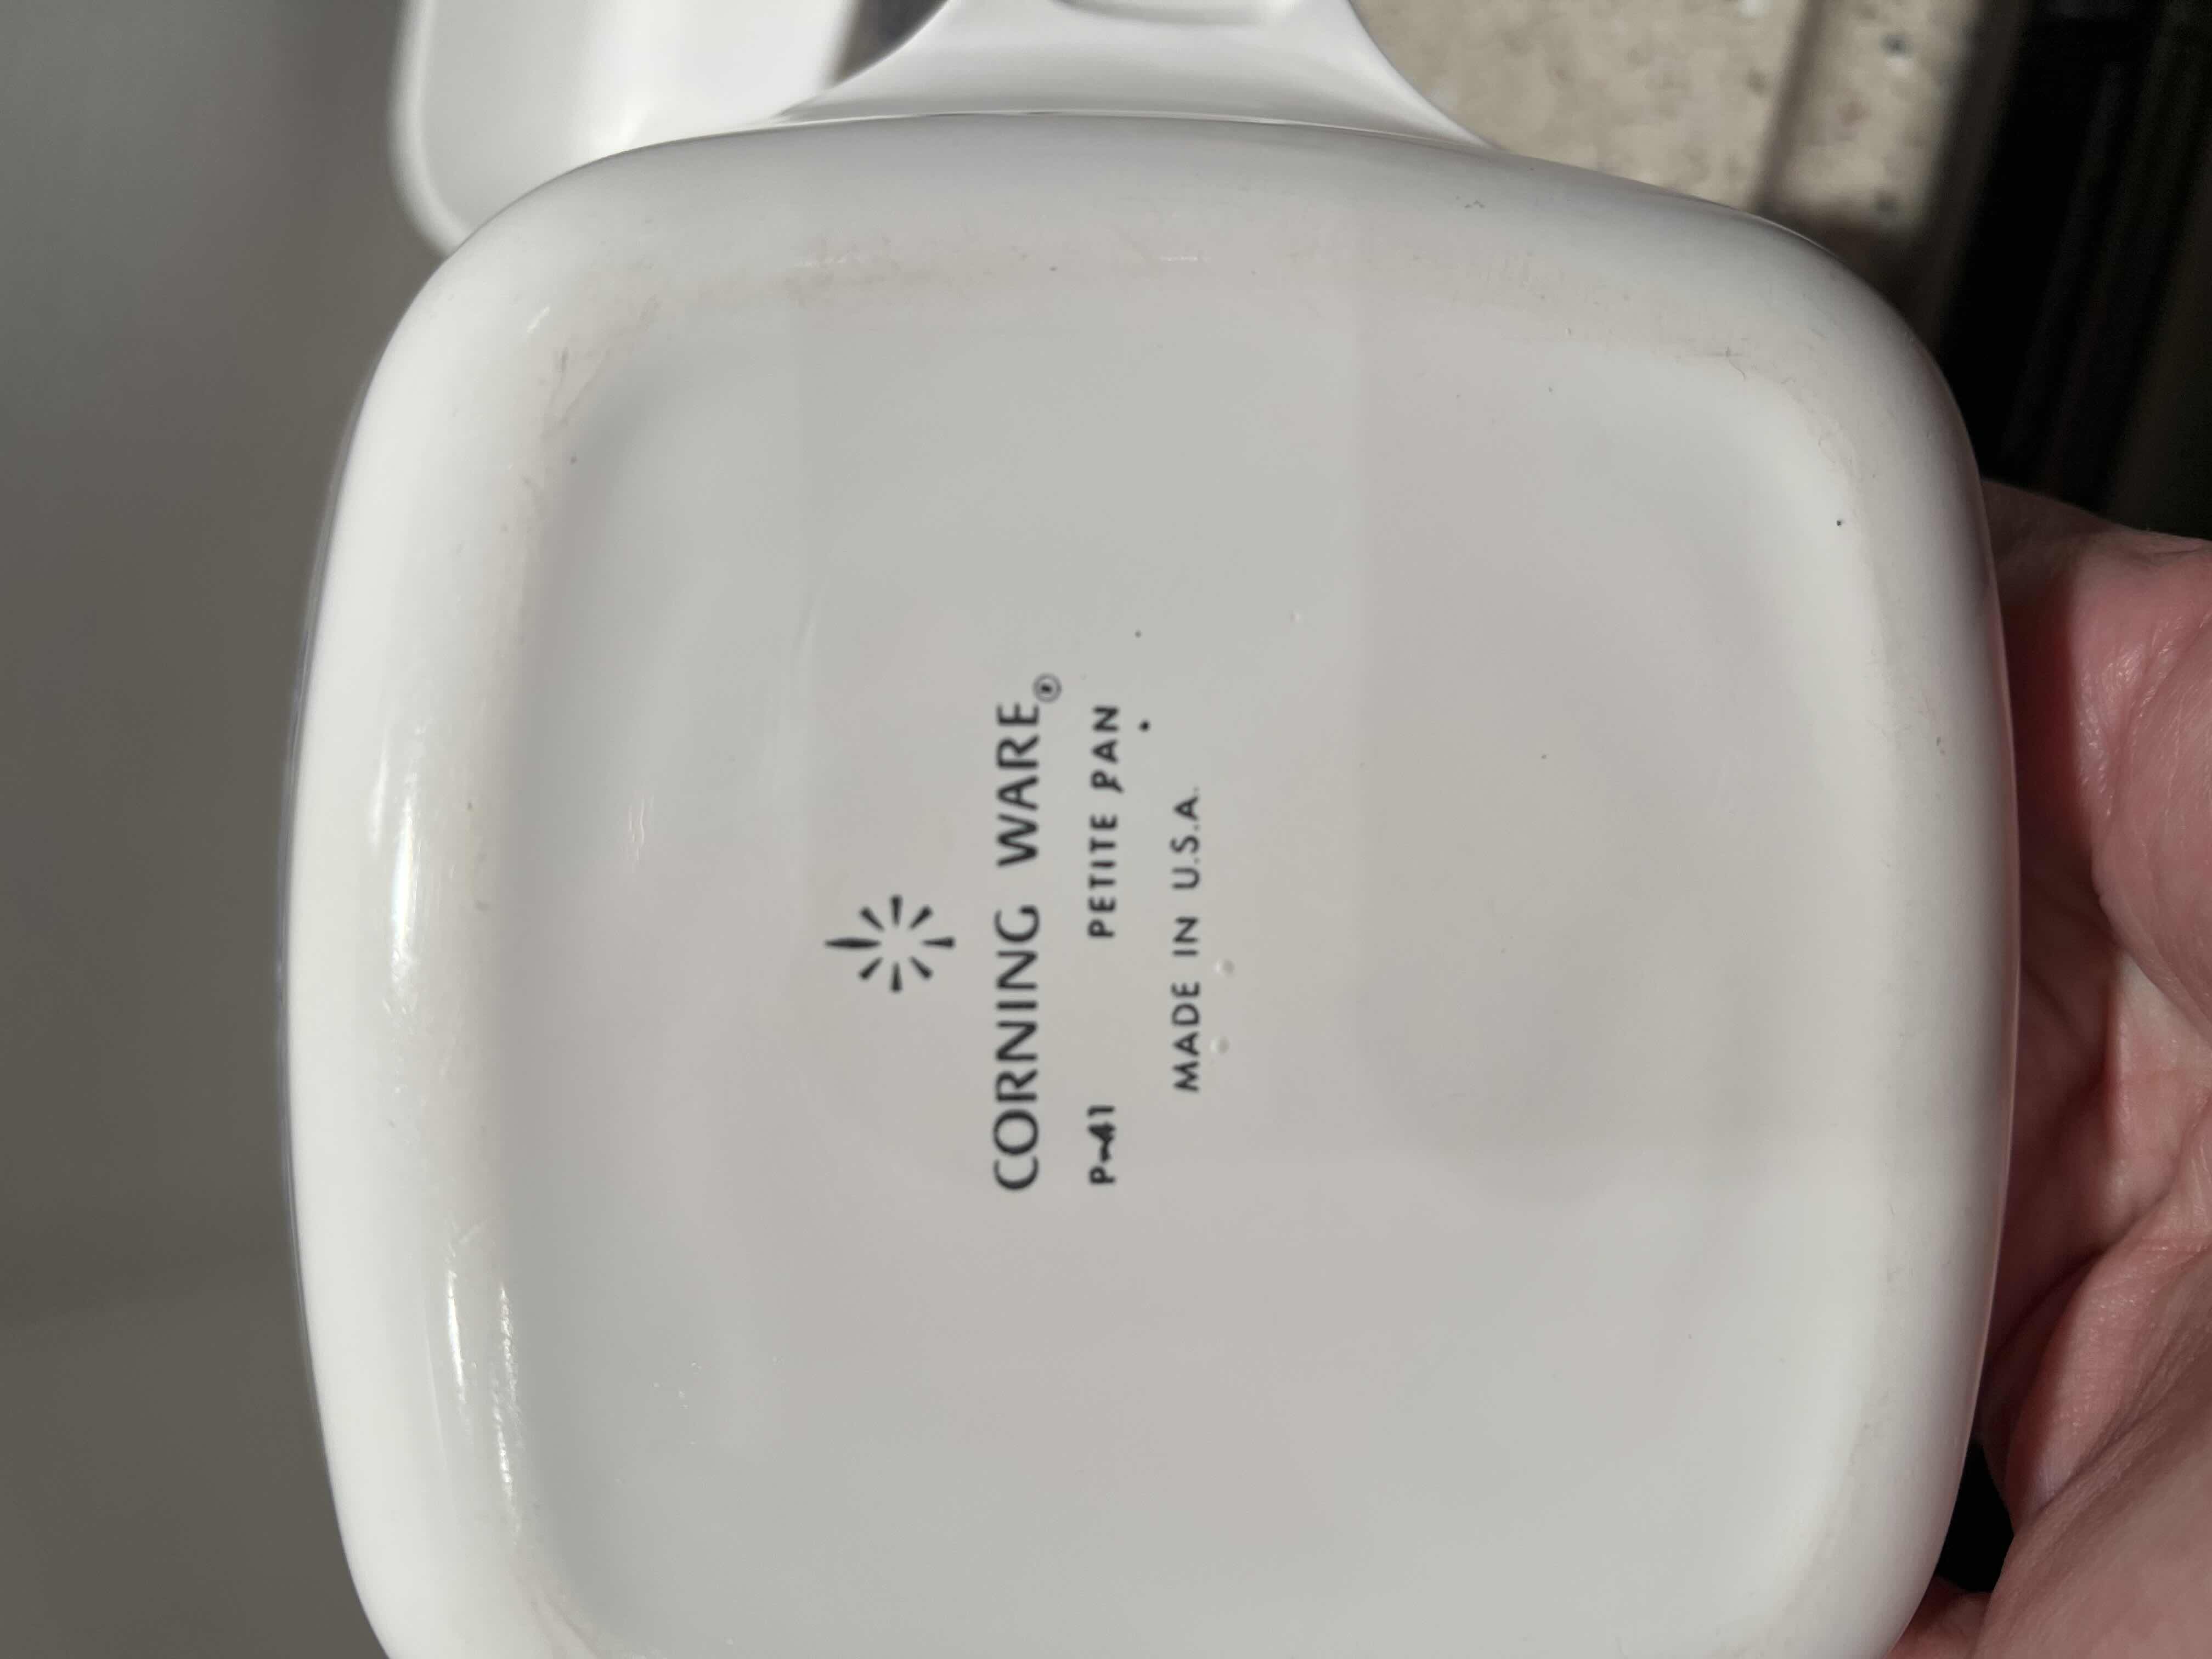 CORNING WARE®
P-41 PETITE PAN
MADE IN U.S.A.